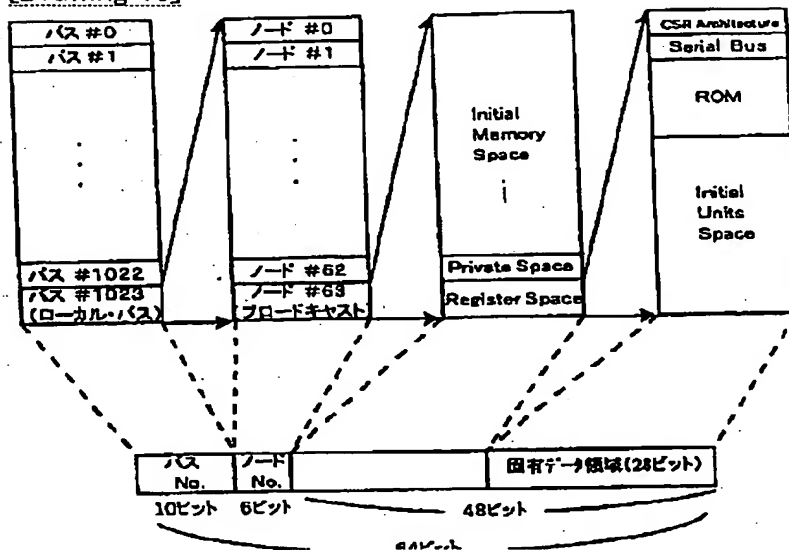 バス #0
バス #1
バス #1022
バス #1023
(ローカル・バス)
ノード #0
ノード #1
ノード #62
ノード #63
(ブロードキャスト)
Initial
Memory
Space
Private Space
Register Space
CSR Architecture
Serial Bus
ROM
Initial
Units
Space
バス
No.
ノード
No.
固有データ領域(28ビット)
10ビット
6ビット
48ビット